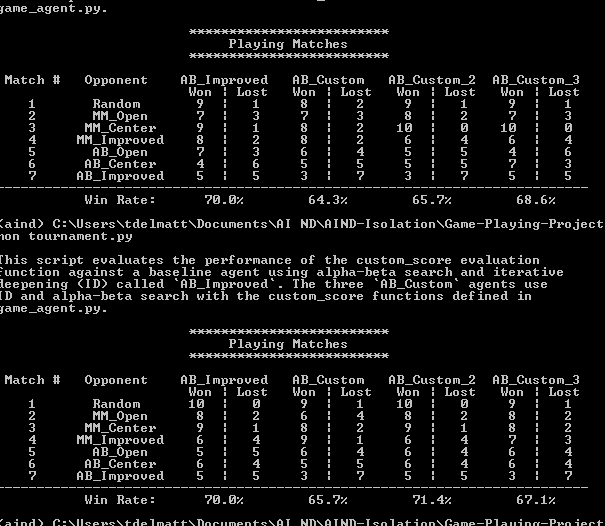 game_agent.py.
*************************
Playing Matches
*************************
Match #   Opponent    AB_Improved   AB_Custom   AB_Custom_2  AB_Custom_3
Won | Lost   Won | Lost   Won | Lost   Won | Lost
1   Random   9 | 1   8 | 2   9 | 1   9 | 1
2   MM_Open   7 | 3   7 | 3   8 | 2   7 | 3
3   MM_Center   9 | 1   8 | 2   10 | 0   10 | 0
4   MM_Improved   8 | 2   8 | 2   6 | 4   6 | 4
5   AB_Open   7 | 3   6 | 4   5 | 5   4 | 6
6   AB_Center   4 | 6   5 | 5   5 | 5   7 | 3
7   AB_Improved   5 | 5   3 | 7   3 | 7   5 | 5
--------------------------------------------------------------------------
Win Rate:   70.0%   64.3%   65.7%   68.6%
(aind) C:\Users\tdelmatt\Documents\AI ND\AIND-Isolation\Game-Playing-Project
hon tournament.py
This script evaluates the performance of the custom_score evaluation
function against a baseline agent using alpha-beta search and iterative
deepening (ID) called `AB_Improved`. The three `AB_Custom` agents use
ID and alpha-beta search with the custom_score functions defined in
game_agent.py.
*************************
Playing Matches
*************************
Match #   Opponent    AB_Improved   AB_Custom   AB_Custom_2  AB_Custom_3
Won | Lost   Won | Lost   Won | Lost   Won | Lost
1   Random   10 | 0   9 | 1   10 | 0   9 | 1
2   MM_Open   8 | 2   6 | 4   8 | 2   8 | 2
3   MM_Center   9 | 1   8 | 2   9 | 1   8 | 2
4   MM_Improved   6 | 4   9 | 1   6 | 4   7 | 3
5   AB_Open   5 | 5   6 | 4   6 | 4   6 | 4
6   AB_Center   6 | 4   5 | 5   6 | 4   6 | 4
7   AB_Improved   5 | 5   3 | 7   5 | 5   3 | 7
--------------------------------------------------------------------------
Win Rate:   70.0%   65.7%   71.4%   67.1%
(aind) C:\Users\tdelmatt\Documents\AI ND\AIND-Isolation\Game-Playing-Project